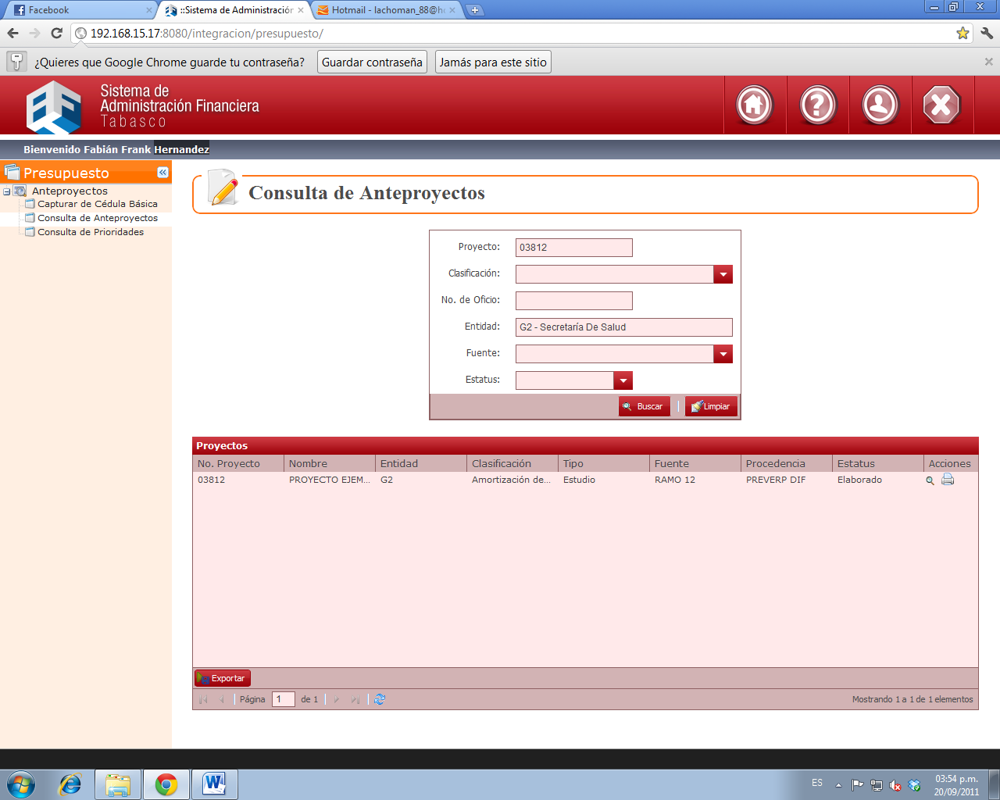 Facebook
::Sistema de Administración
Hotmail - lachoman_88@h
192.168.15.17:8080/integracion/presupuesto/
¿Quieres que Google Chrome guarde tu contraseña?
Guardar contraseña
Jamás para este sitio
Sistema de
Administración Financiera
Tabasco
Bienvenido Fabián Frank Hernandez
Presupuesto
Anteproyectos
Capturar de Cédula Básica
Consulta de Anteproyectos
Consulta de Prioridades
Consulta de Anteproyectos
Proyecto: 03812
Clasificación:
No. de Oficio:
Entidad: G2 - Secretaría De Salud
Fuente:
Estatus:
Buscar | Limpiar
Proyectos
No. Proyecto Nombre Entidad Clasificación Tipo Fuente Procedencia Estatus Acciones
03812 PROYECTO EJEM... G2 Amortización de... Estudio RAMO 12 PREVERP DIF Elaborado
Exportar
Página 1 de 1
Mostrando 1 a 1 de 1 elementos
ES
03:54 p.m.
20/09/2011